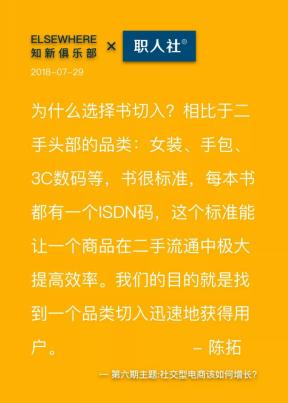 ELSEWHERE
知新俱乐部 × 职人社®
2018-07-29
为什么选择书切入？相比于二
手头部的品类：女装、手包、
3C数码等，书很标准，每本书
都有一个ISDN码，这个标准能
让一个商品在二手流通中极大
提高效率。我们的目的就是找
到一个品类切入迅速地获得用
户。 – 陈拓
— 第六期主题:社交型电商该如何增长?